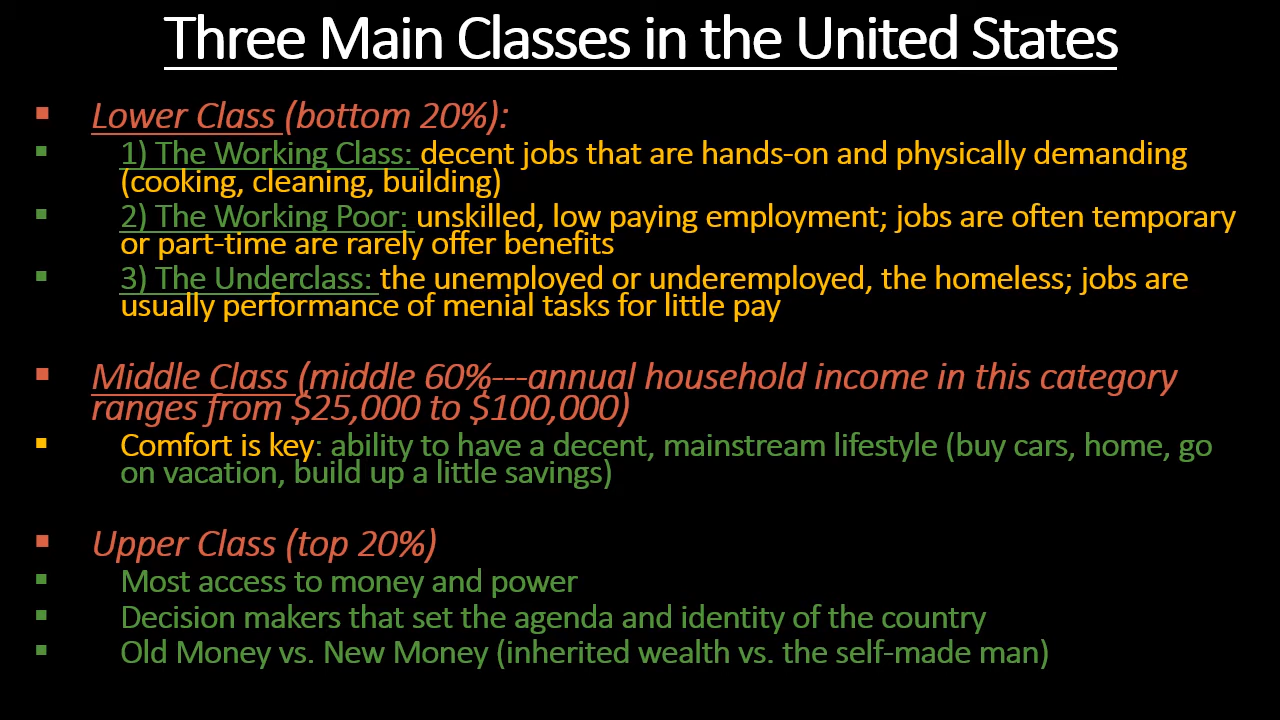 Three Main Classes in the United States
▪ Lower Class (bottom 20%):
▪ 1) The Working Class: decent jobs that are hands-on and physically demanding
(cooking, cleaning, building)
▪ 2) The Working Poor: unskilled, low paying employment; jobs are often temporary
or part-time are rarely offer benefits
▪ 3) The Underclass: the unemployed or underemployed, the homeless; jobs are
usually performance of menial tasks for little pay
▪ Middle Class (middle 60%---annual household income in this category
ranges from $25,000 to $100,000)
▪ Comfort is key: ability to have a decent, mainstream lifestyle (buy cars, home, go
on vacation, build up a little savings)
▪ Upper Class (top 20%)
▪ Most access to money and power
▪ Decision makers that set the agenda and identity of the country
▪ Old Money vs. New Money (inherited wealth vs. the self-made man)